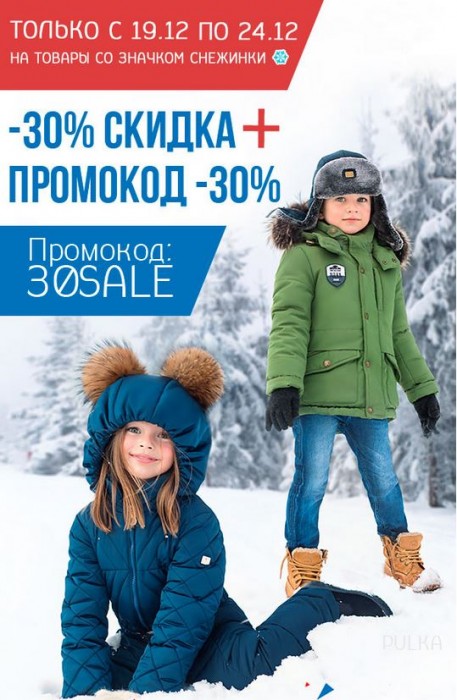 ТОЛЬКО С 19.12 ПО 24.12
НА ТОВАРЫ СО ЗНАЧКОМ СНЕЖИНКИ
-30% СКИДКА +
ПРОМОКОД -30%
Промокод:
30SALE
PULKA